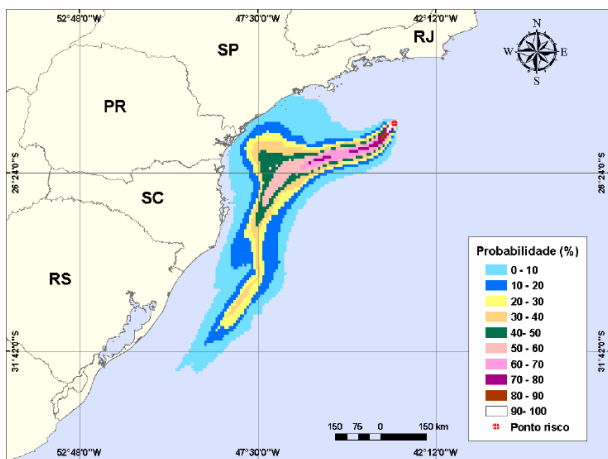 52°48'0"W
47°30'0"W
42°12'0"W
SP
RJ
N
W
E
S
PR
26°24'0"S
26°24'0"S
SC
RS
Probabilidade (%)
0 - 10
10 - 20
20 - 30
30 - 40
40- 50
50 - 60
60 - 70
70 - 80
80 - 90
90- 100
Ponto risco
31°42'0"S
31°42'0"S
150 75 0 150 km
52°48'0"W
47°30'0"W
42°12'0"W